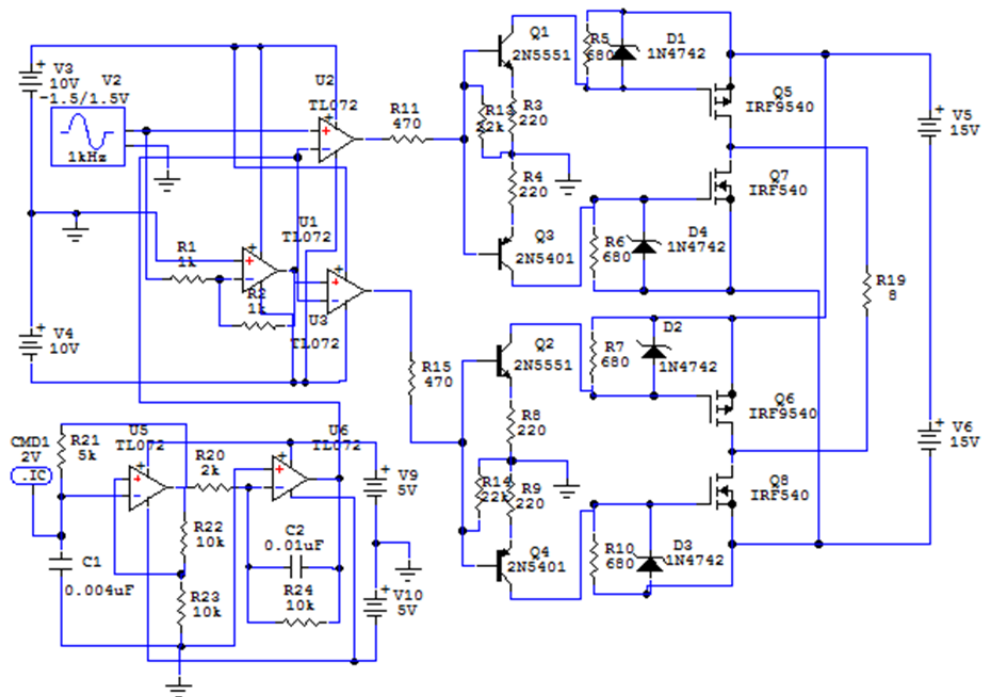 V3
10V
V2
-1.5/1.5V
1kHz
U2
TL072
R11
470
Q1
2N5551
R5
680
D1
1N4742
Q5
IRF9540
V5
15V
R13
22k
R3
220
R4
220
Q3
2N5401
R6
680
D4
1N4742
Q7
IRF540
R19
8
R1
1k
U1
TL072
R2
1k
U3
TL072
V4
10V
R15
470
Q2
2N5551
R7
680
D2
1N4742
Q6
IRF9540
V6
15V
R8
220
R14
22k
R9
220
Q4
2N5401
R10
680
D3
1N4742
Q8
IRF540
CMD1
2V
.IC
R21
5k
U5
TL072
R20
2k
U6
TL072
V9
5V
R22
10k
C2
0.01uF
C1
0.004uF
R23
10k
R24
10k
V10
5V